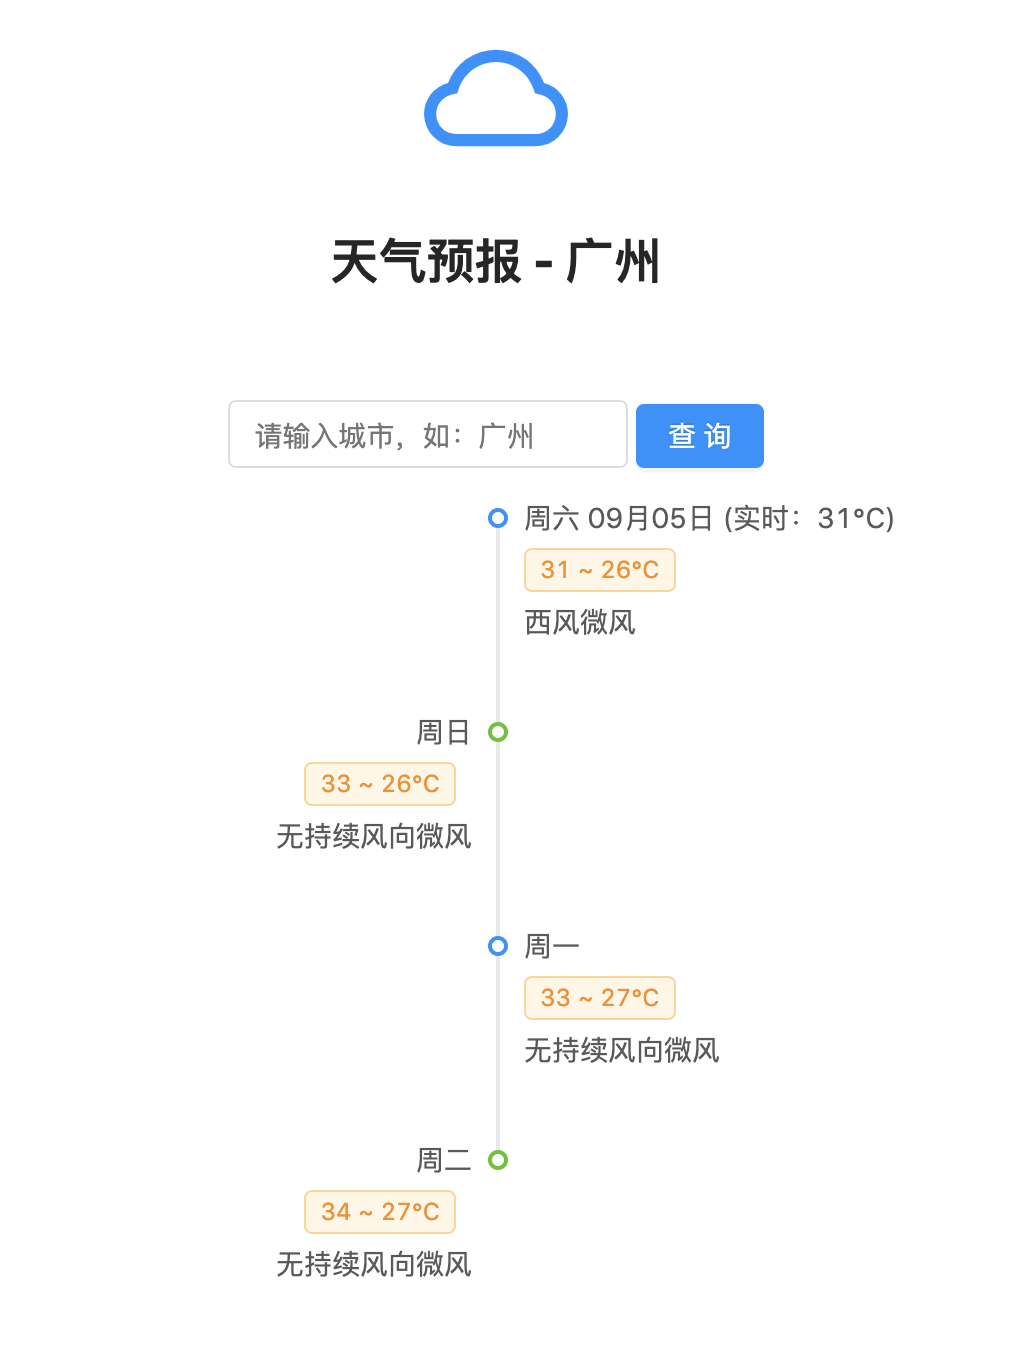 天气预报 - 广州
请输入城市，如：广州
查 询
周六 09月05日 (实时：31°C)
31 ~ 26°C
西风微风
周日
33 ~ 26°C
无持续风向微风
周一
33 ~ 27°C
无持续风向微风
周二
34 ~ 27°C
无持续风向微风